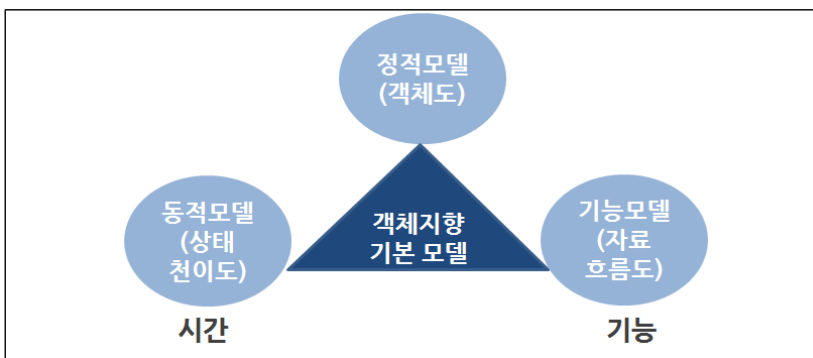 정적모델
(객체도)
동적모델
(상태
천이도)
객체지향
기본 모델
기능모델
(자료
흐름도)
시간
기능